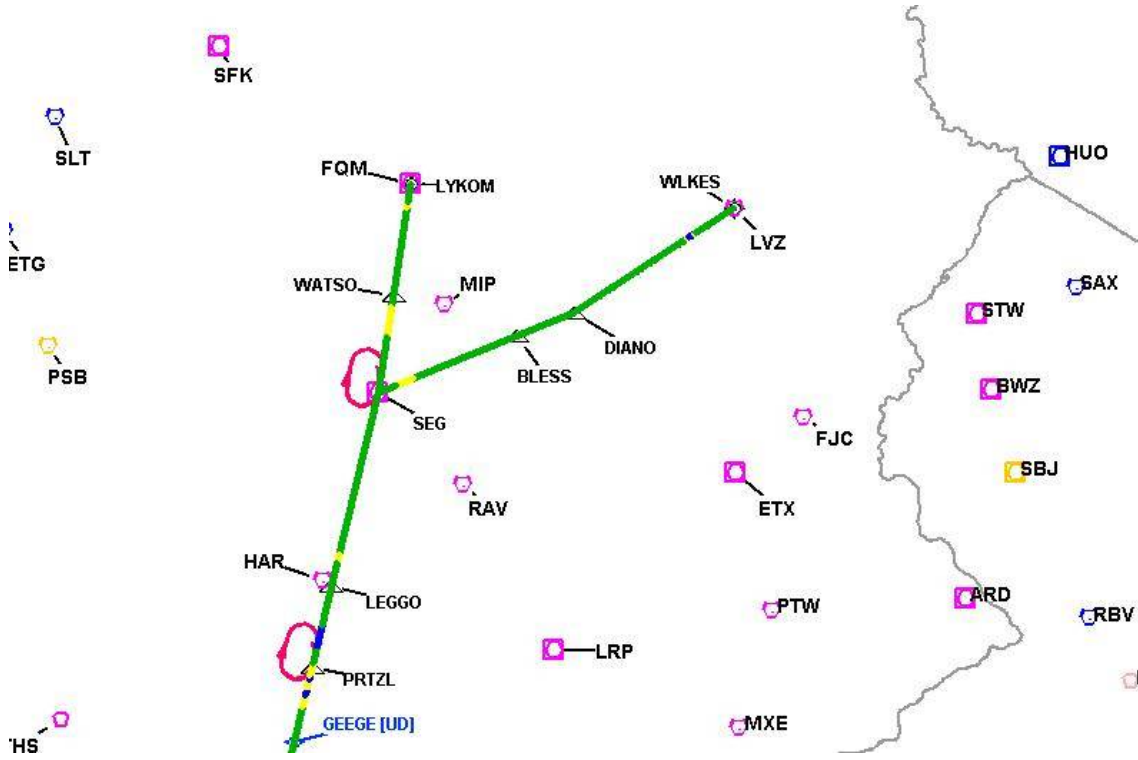 SFK
SLT
HUO
FQM
LYKOM
WLKES
LVZ
ETG
WATSO
MIP
SAX
STW
PSB
DIANO
BLESS
BWZ
SEG
FJC
SBJ
RAV
ETX
HAR
LEGGO
PTW
ARD
RBV
LRP
PRTZL
GEEGE [UD]
THS
MXE